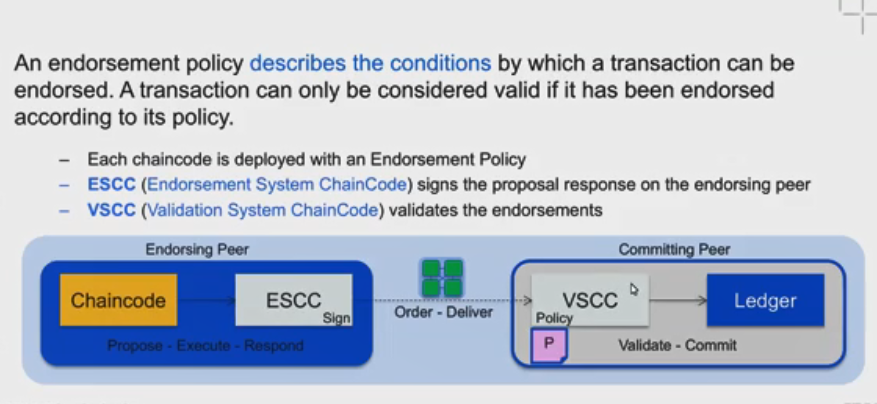 An endorsement policy describes the conditions by which a transaction can be
endorsed. A transaction can only be considered valid if it has been endorsed
according to its policy.
– Each chaincode is deployed with an Endorsement Policy
– ESCC (Endorsement System ChainCode) signs the proposal response on the endorsing peer
– VSCC (Validation System ChainCode) validates the endorsements
Endorsing Peer
Committing Peer
Chaincode
ESCC
Sign
Propose - Execute - Respond
Order - Deliver
VSCC
Policy
P
Ledger
Validate - Commit